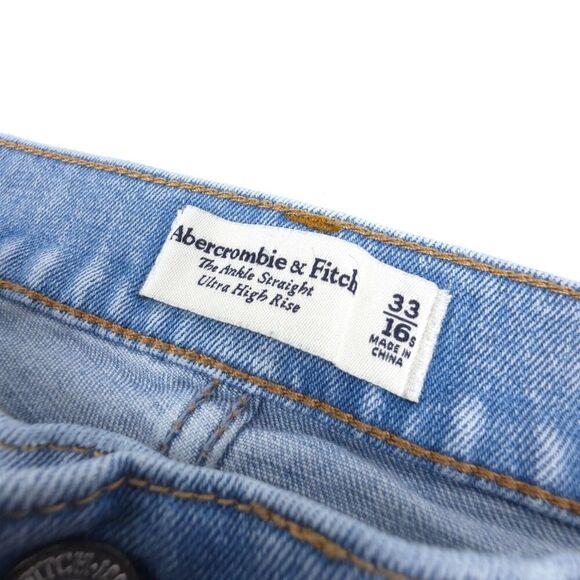 Abercrombie & Fitch
The Ankle Straight
Ultra High Rise
33
16S
MADE IN
CHINA